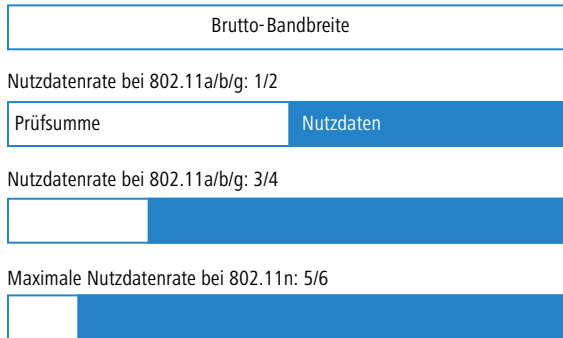 Brutto-Bandbreite
Nutzdatenrate bei 802.11a/b/g: 1/2
Prüfsumme Nutzdaten
Nutzdatenrate bei 802.11a/b/g: 3/4
Maximale Nutzdatenrate bei 802.11n: 5/6